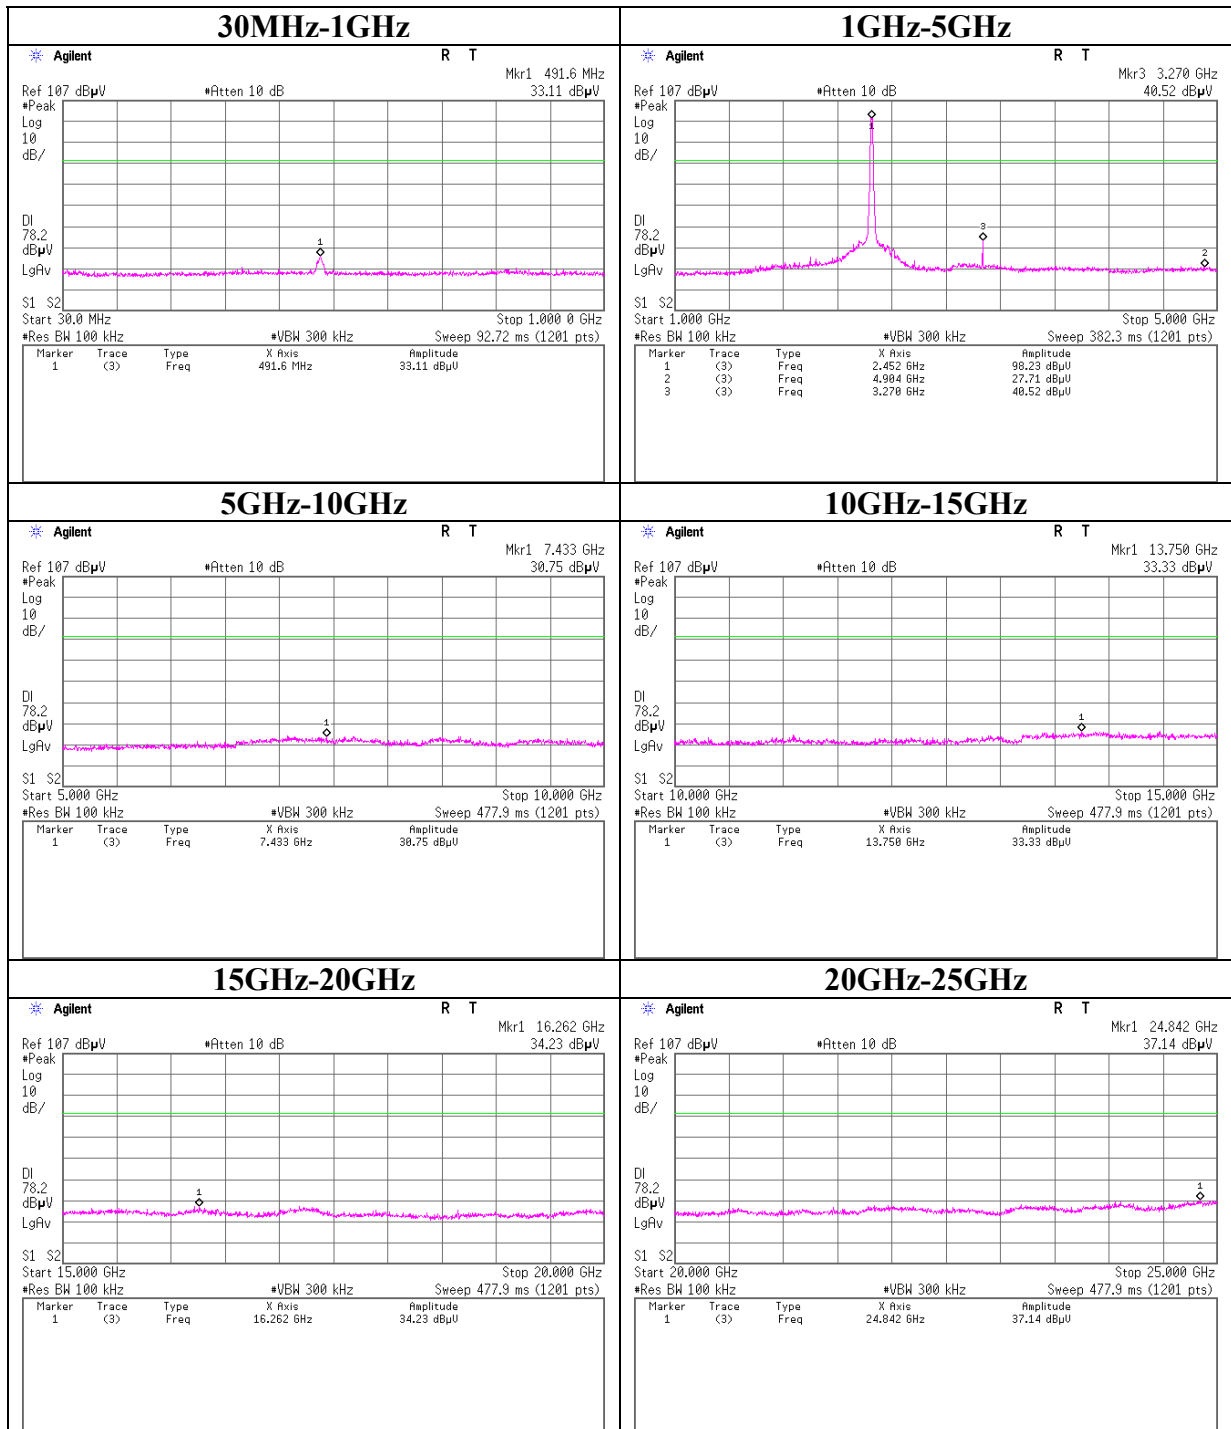 30MHz-1GHz
Agilent R T
Mkr1 491.6 MHz
Ref 107 dBµV #Atten 10 dB 33.11 dBµV
#Peak
Log
10
dB/
1
DI
78.2
dBµV
LgAv
S1 S2
Start 30.0 MHz Stop 1.000 0 GHz
#Res BW 100 kHz #VBW 300 kHz Sweep 92.72 ms (1201 pts)
Marker Trace Type X Axis Amplitude
1 (3) Freq 491.6 MHz 33.11 dBµV
1GHz-5GHz
Agilent R T
Mkr3 3.270 GHz
Ref 107 dBµV #Atten 10 dB 40.52 dBµV
#Peak
Log
10
dB/
1
3
2
DI
78.2
dBµV
LgAv
S1 S2
Start 1.000 GHz Stop 5.000 GHz
#Res BW 100 kHz #VBW 300 kHz Sweep 382.3 ms (1201 pts)
Marker Trace Type X Axis Amplitude
1 (3) Freq 2.452 GHz 98.23 dBµV
2 (3) Freq 4.904 GHz 27.71 dBµV
3 (3) Freq 3.270 GHz 40.52 dBµV
5GHz-10GHz
Agilent R T
Mkr1 7.433 GHz
Ref 107 dBµV #Atten 10 dB 30.75 dBµV
#Peak
Log
10
dB/
1
DI
78.2
dBµV
LgAv
S1 S2
Start 5.000 GHz Stop 10.000 GHz
#Res BW 100 kHz #VBW 300 kHz Sweep 477.9 ms (1201 pts)
Marker Trace Type X Axis Amplitude
1 (3) Freq 7.433 GHz 30.75 dBµV
10GHz-15GHz
Agilent R T
Mkr1 13.750 GHz
Ref 107 dBµV #Atten 10 dB 33.33 dBµV
#Peak
Log
10
dB/
1
DI
78.2
dBµV
LgAv
S1 S2
Start 10.000 GHz Stop 15.000 GHz
#Res BW 100 kHz #VBW 300 kHz Sweep 477.9 ms (1201 pts)
Marker Trace Type X Axis Amplitude
1 (3) Freq 13.750 GHz 33.33 dBµV
15GHz-20GHz
Agilent R T
Mkr1 16.262 GHz
Ref 107 dBµV #Atten 10 dB 34.23 dBµV
#Peak
Log
10
dB/
1
DI
78.2
dBµV
LgAv
S1 S2
Start 15.000 GHz Stop 20.000 GHz
#Res BW 100 kHz #VBW 300 kHz Sweep 477.9 ms (1201 pts)
Marker Trace Type X Axis Amplitude
1 (3) Freq 16.262 GHz 34.23 dBµV
20GHz-25GHz
Agilent R T
Mkr1 24.842 GHz
Ref 107 dBµV #Atten 10 dB 37.14 dBµV
#Peak
Log
10
dB/
1
DI
78.2
dBµV
LgAv
S1 S2
Start 20.000 GHz Stop 25.000 GHz
#Res BW 100 kHz #VBW 300 kHz Sweep 477.9 ms (1201 pts)
Marker Trace Type X Axis Amplitude
1 (3) Freq 24.842 GHz 37.14 dBµV